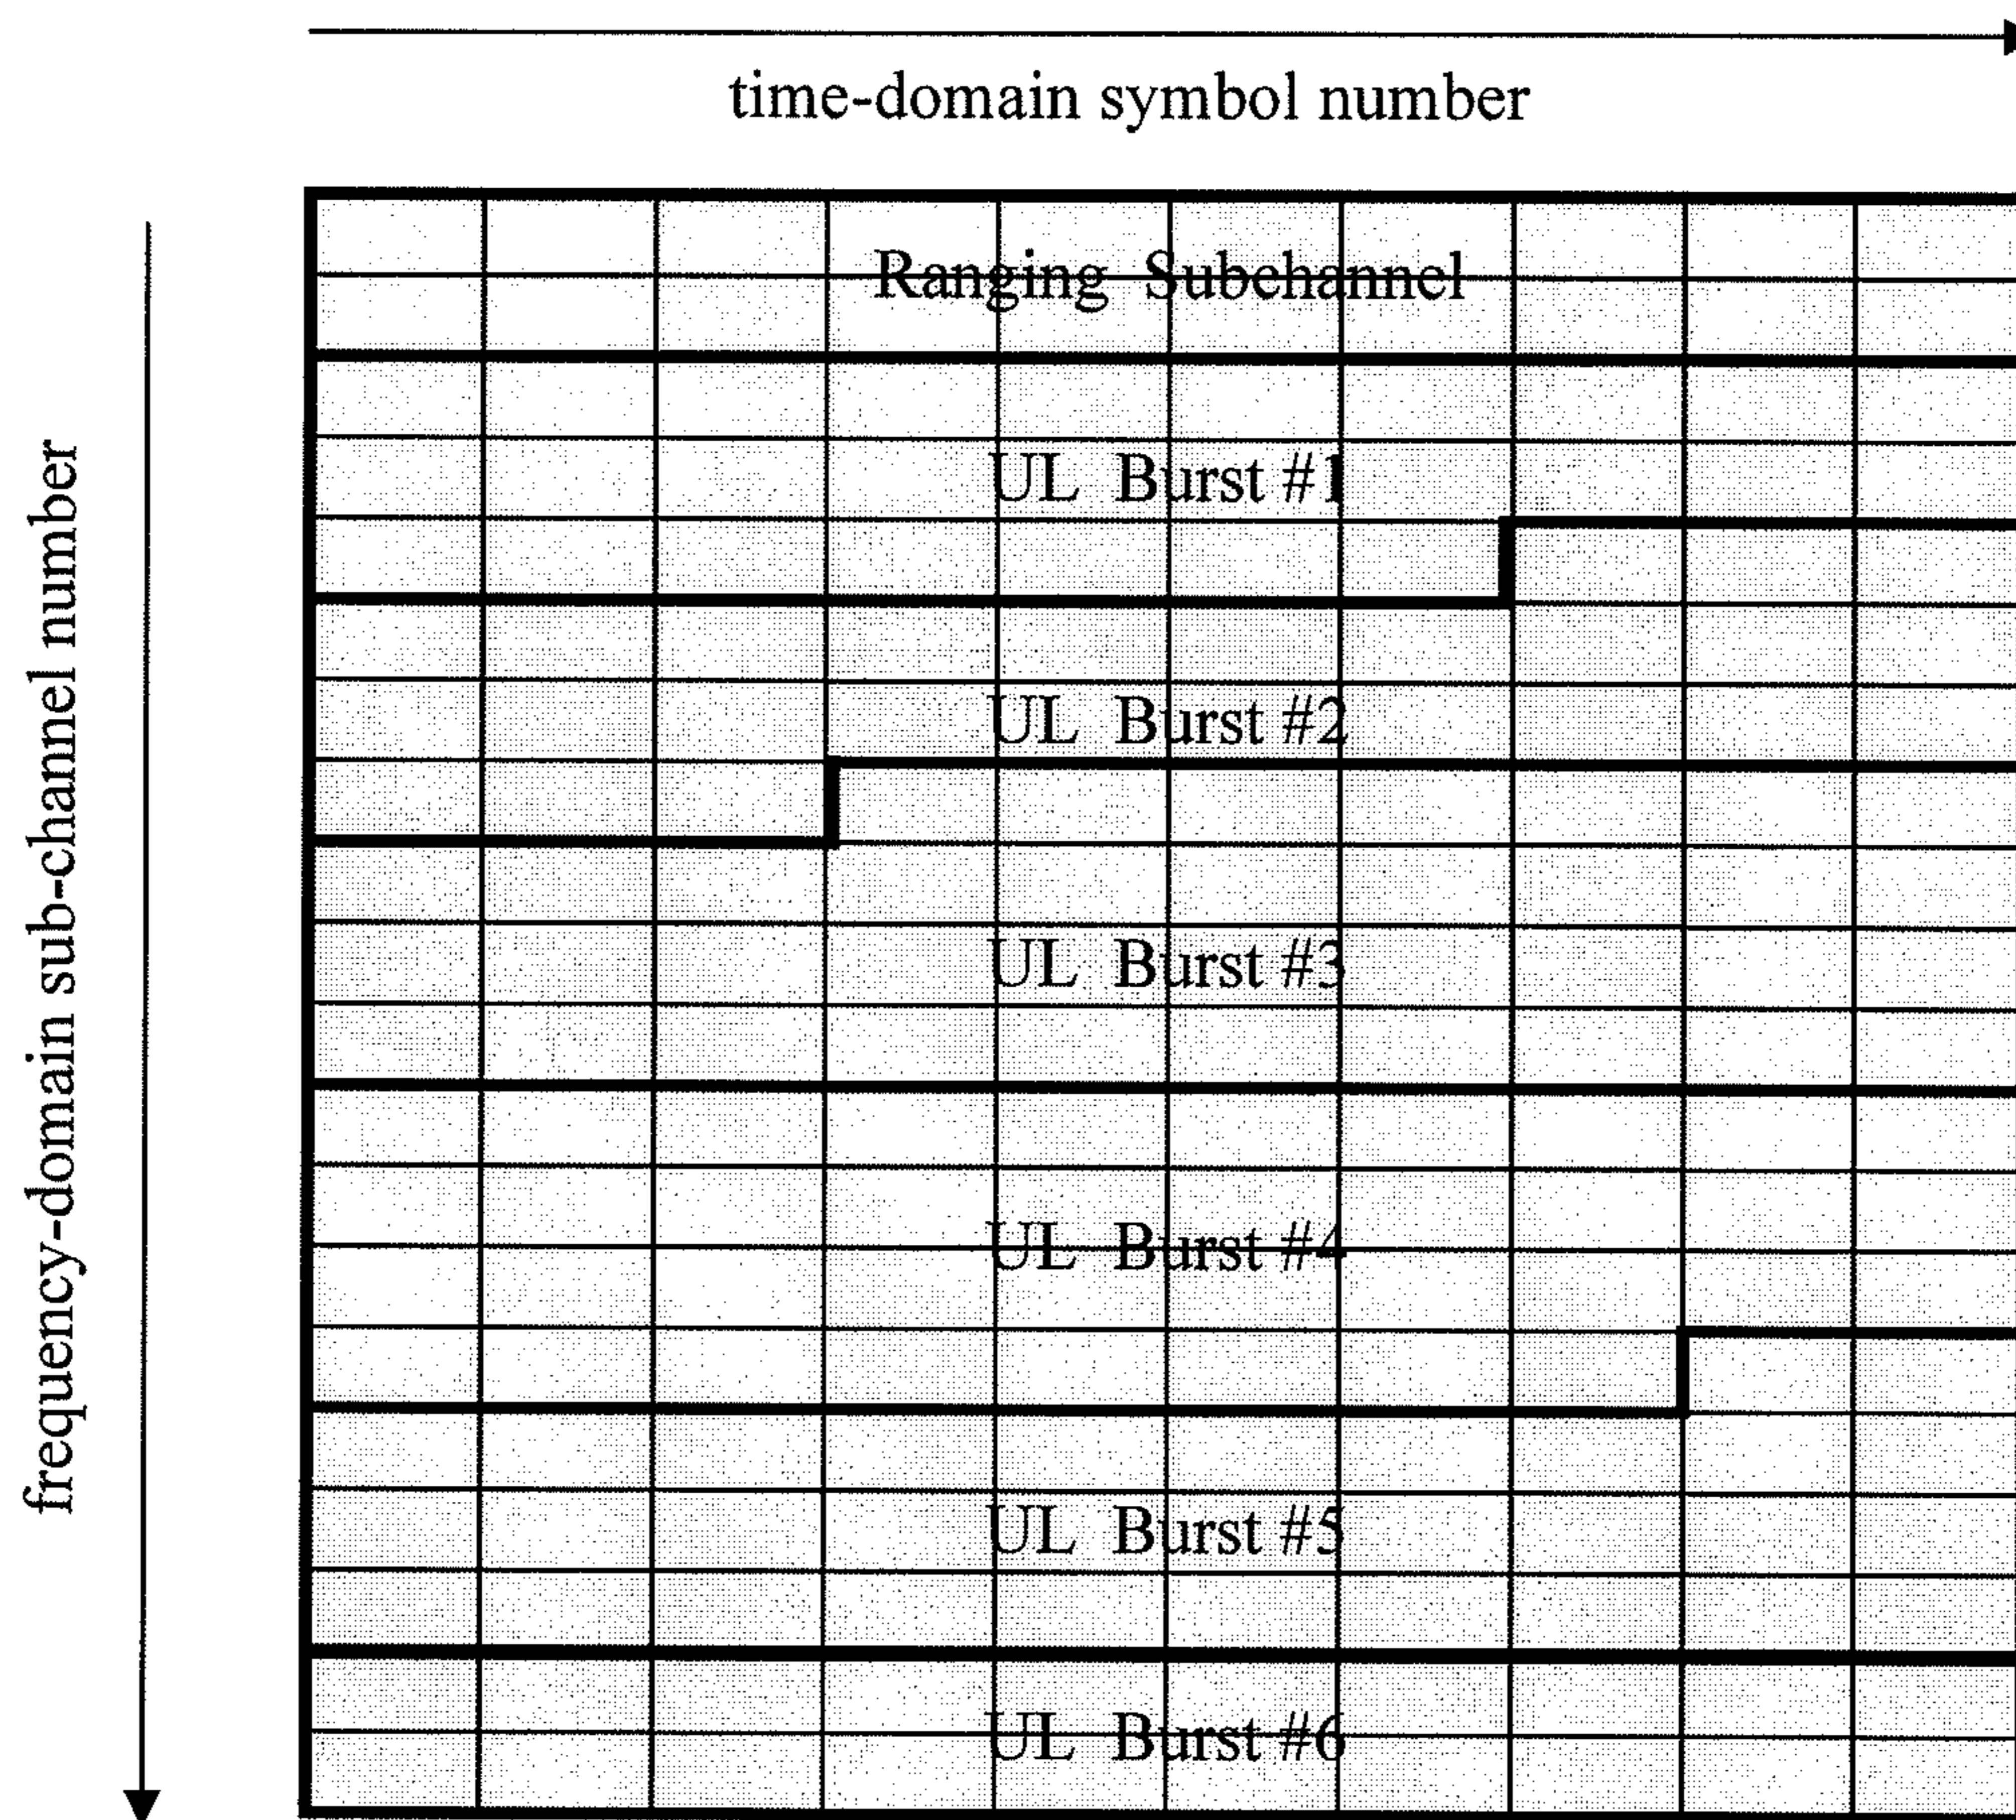 time-domain symbol number
frequency-domain sub-channel number
Ranging Subchannel
UL Burst #1
UL Burst #2
UL Burst #3
UL Burst #4
UL Burst #5
UL Burst #6